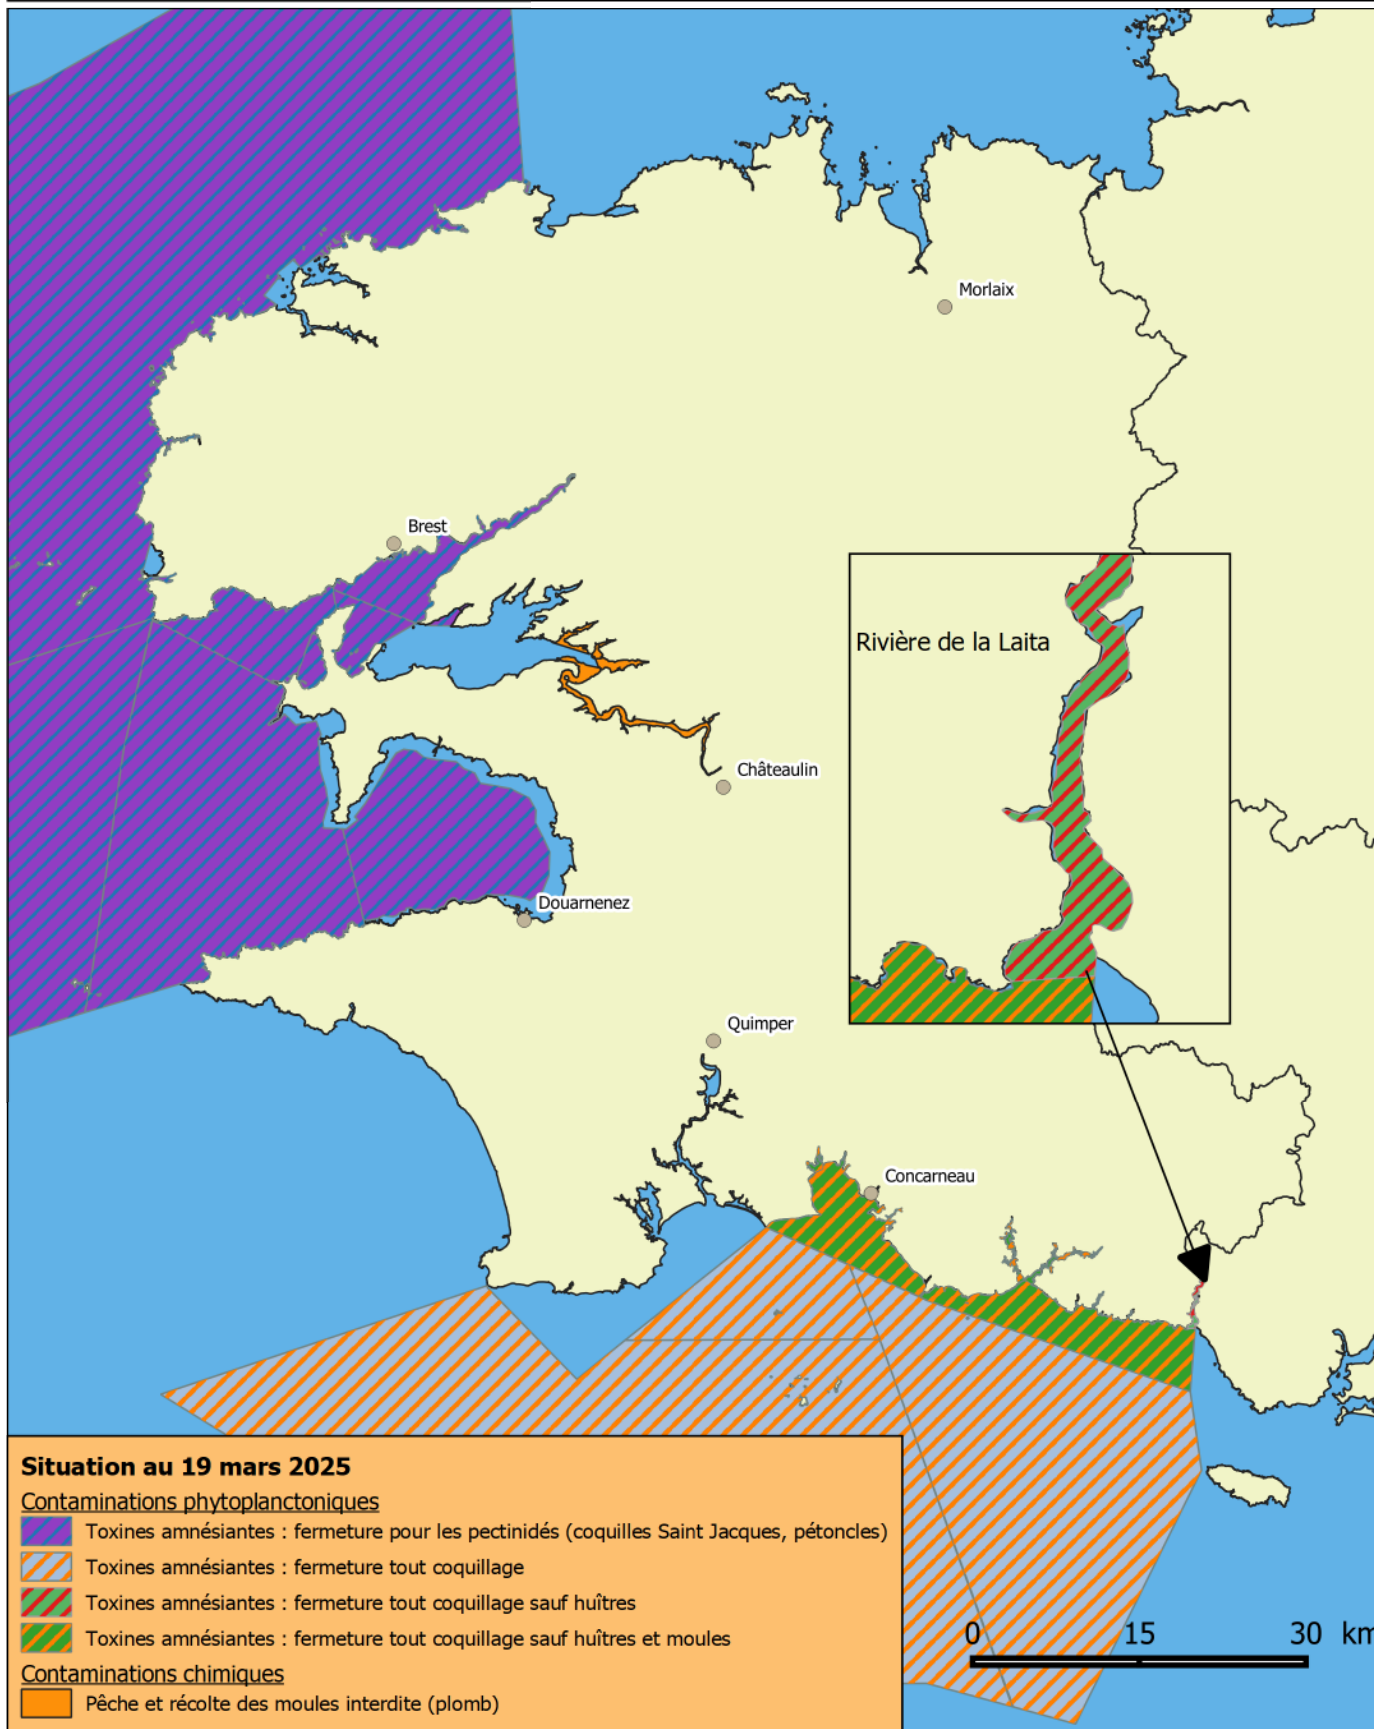 Morlaix
Brest
Rivière de la Laita
Châteaulin
Douarnenez
Quimper
Concarneau
Situation au 19 mars 2025
Contaminations phytoplanctoniques
Toxines amnésiantes : fermeture pour les pectinidés (coquilles Saint Jacques, pétoncles)
Toxines amnésiantes : fermeture tout coquillage
Toxines amnésiantes : fermeture tout coquillage sauf huîtres
Toxines amnésiantes : fermeture tout coquillage sauf huîtres et moules
Contaminations chimiques
Pêche et récolte des moules interdite (plomb)
0 15 30 km